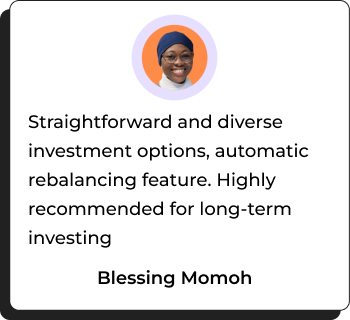 Straightforward and diverse
investment options, automatic
rebalancing feature. Highly
recommended for long-term
investing
Blessing Momoh